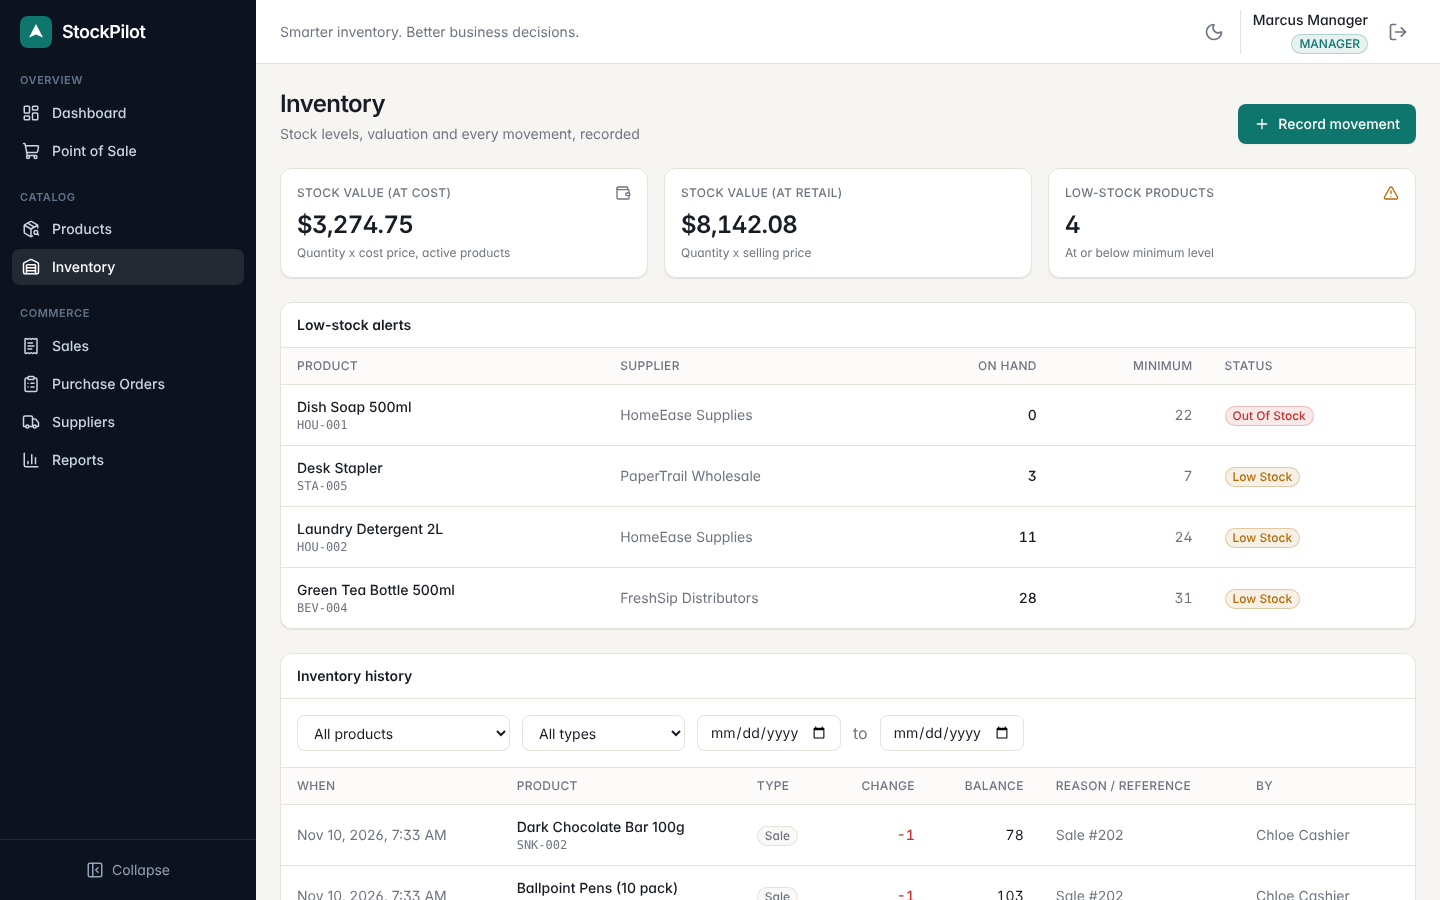 StockPilot
OVERVIEW
Dashboard
Point of Sale
CATALOG
Products
Inventory
COMMERCE
Sales
Purchase Orders
Suppliers
Reports
Collapse
Smarter inventory. Better business decisions.
Marcus Manager
MANAGER
Inventory
Stock levels, valuation and every movement, recorded
Record movement
STOCK VALUE (AT COST)
$3,274.75
Quantity x cost price, active products
STOCK VALUE (AT RETAIL)
$8,142.08
Quantity x selling price
LOW-STOCK PRODUCTS
4
At or below minimum level
Low-stock alerts
PRODUCT SUPPLIER ON HAND MINIMUM STATUS
Dish Soap 500ml HomeEase Supplies 0 22 Out Of Stock
HOU-001
Desk Stapler PaperTrail Wholesale 3 7 Low Stock
STA-005
Laundry Detergent 2L HomeEase Supplies 11 24 Low Stock
HOU-002
Green Tea Bottle 500ml FreshSip Distributors 28 31 Low Stock
BEV-004
Inventory history
All products All types mm/dd/yyyy to mm/dd/yyyy
WHEN PRODUCT TYPE CHANGE BALANCE REASON / REFERENCE BY
Nov 10, 2026, 7:33 AM Dark Chocolate Bar 100g Sale -1 78 Sale #202 Chloe Cashier
SNK-002
Nov 10, 2026, 7:33 AM Ballpoint Pens (10 pack) Sale -1 103 Sale #202 Chloe Cashier